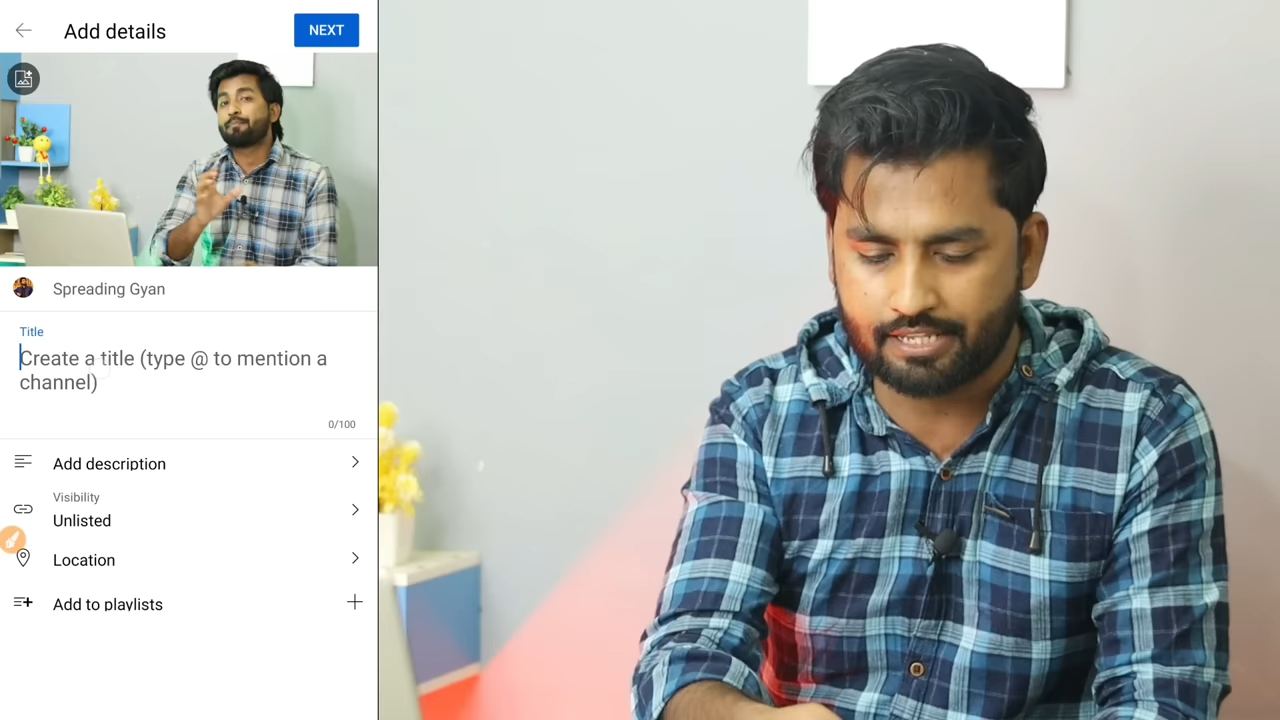 Add details
NEXT
Spreading Gyan
Title
Create a title (type @ to mention a
channel)
0/100
Add description
Visibility
Unlisted
Location
Add to playlists